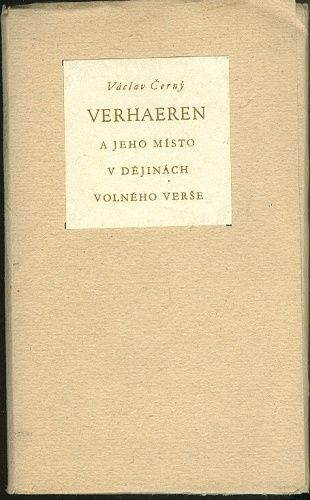 Václav Černý
VERHAEREN
A JEHO MÍSTO
V DĚJINÁCH
VOLNÉHO VERŠE